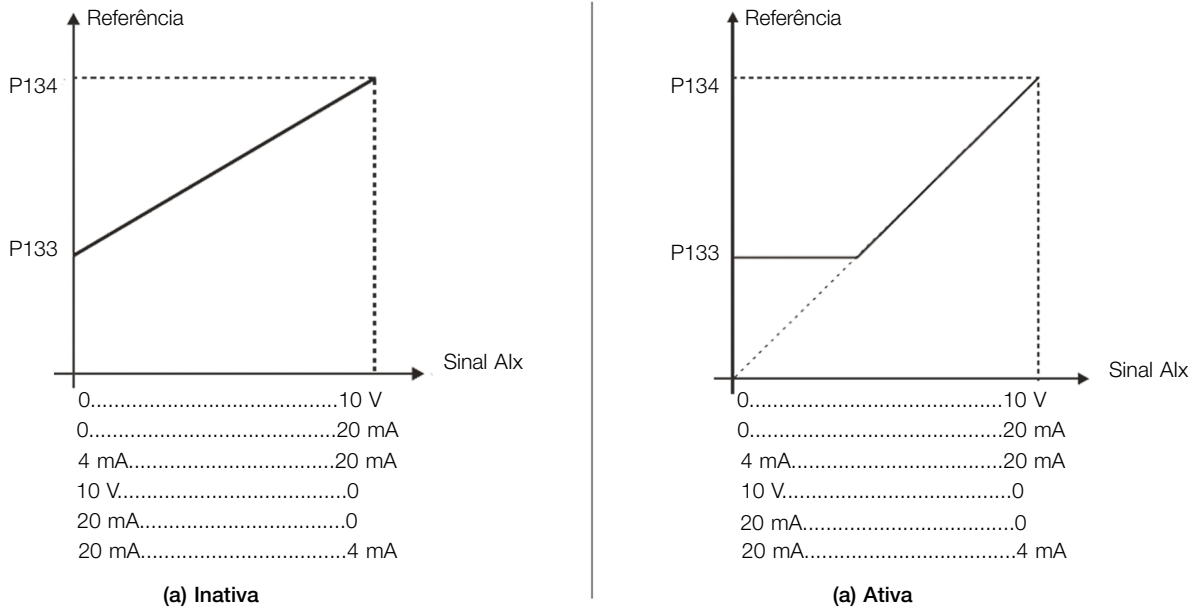 Referência
P134
P133
Sinal AIx
0......................................10 V
0.....................................20 mA
4 mA..............................20 mA
10 V...................................0
20 mA...............................0
20 mA..............................4 mA
(a) Inativa
Referência
P134
P133
Sinal AIx
0......................................10 V
0.....................................20 mA
4 mA..............................20 mA
10 V...................................0
20 mA...............................0
20 mA..............................4 mA
(a) Ativa